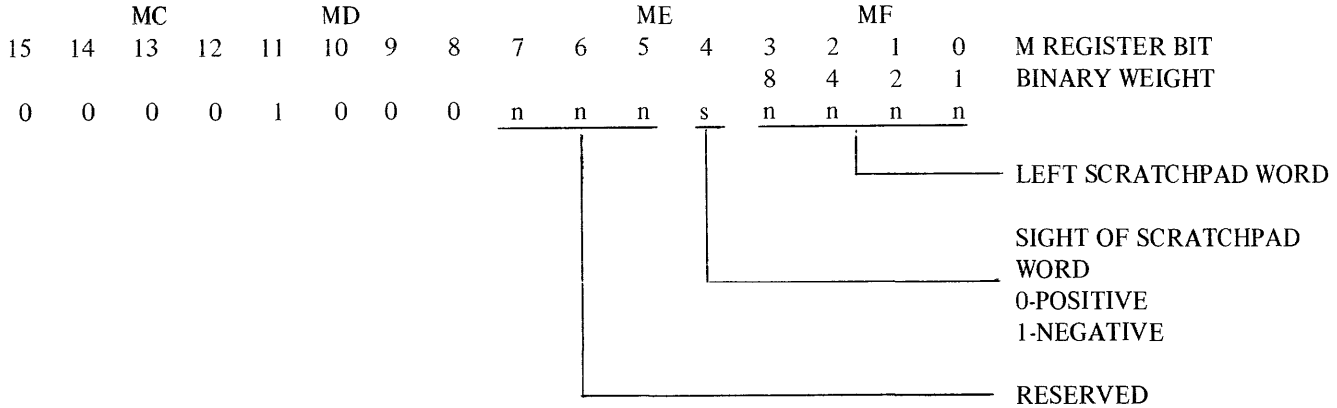 MC MD ME MF
15 14 13 12 11 10 9 8 7 6 5 4 3 2 1 0 M REGISTER BIT
8 4 2 1 BINARY WEIGHT
0 0 0 0 1 0 0 0 n n n s n n n n
LEFT SCRATCHPAD WORD
SIGHT OF SCRATCHPAD
WORD
0-POSITIVE
1-NEGATIVE
RESERVED